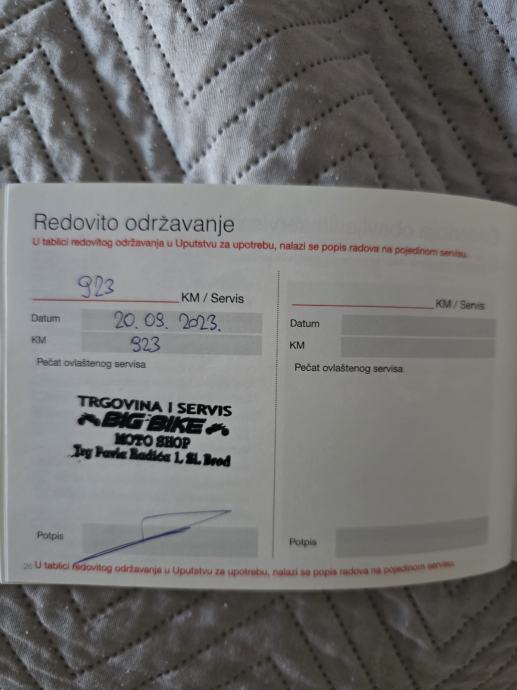 Redovito održavanje
U tablici redovitog održavanja u Uputstvu za upotrebu, nalazi se popis radova na pojedinom servisu.
923
KM / Servis
Datum 20.09.2023.
KM 923
Pečat ovlaštenog servisa
TRGOVINA I SERVIS
BIG BIKE
MOTO SHOP
Trg Pavla Radića 1, Sl. Brod
Potpis
KM / Servis
Datum
KM
Pečat ovlaštenog servisa
Potpis
26 U tablici redovitog održavanja u Uputstvu za upotrebu, nalazi se popis radova na pojedinom servisu.